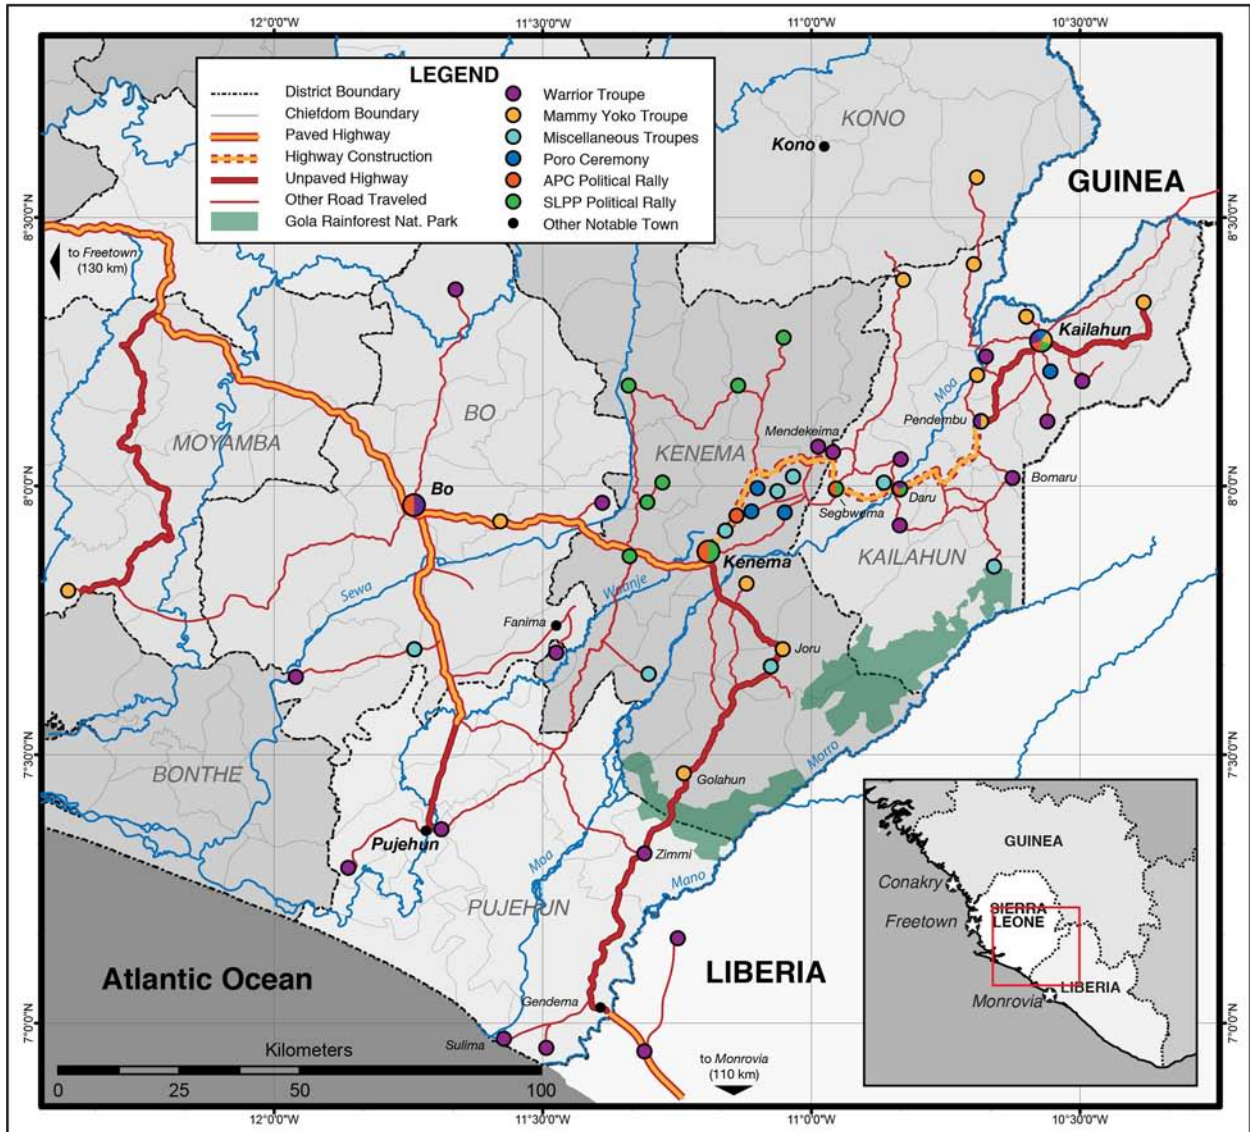 12°0'0"W
11°30'0"W
11°0'0"W
10°30'0"W
LEGEND
District Boundary
Chiefdom Boundary
Paved Highway
Highway Construction
Unpaved Highway
Other Road Traveled
Gola Rainforest Nat. Park
Warrior Troupe
Mammy Yoko Troupe
Miscellaneous Troupes
Poro Ceremony
APC Political Rally
SLPP Political Rally
Other Notable Town
KONO
Kono
GUINEA
8°30'0"N
8°30'0"N
to Freetown
(130 km)
Kailahun
Moa
BO
Pendembu
MOYAMBA
Mendekeima
KENEMA
8°0'0"N
8°0'0"N
Bo
Bomaru
Daru
Segbwema
KAILAHUN
Kenema
Sewa
Waanje
Fanima
Joru
BONTHE
7°30'0"N
7°30'0"N
Morro
Golahun
Pujehun
Zimmi
Moa
Mano
PUJEHUN
LIBERIA
Atlantic Ocean
Gendema
7°0'0"N
7°0'0"N
Sulima
Kilometers
0
25
50
100
to Monrovia
(110 km)
GUINEA
Conakry
SIERRA
LEONE
Freetown
LIBERIA
Monrovia
12°0'0"W
11°30'0"W
11°0'0"W
10°30'0"W